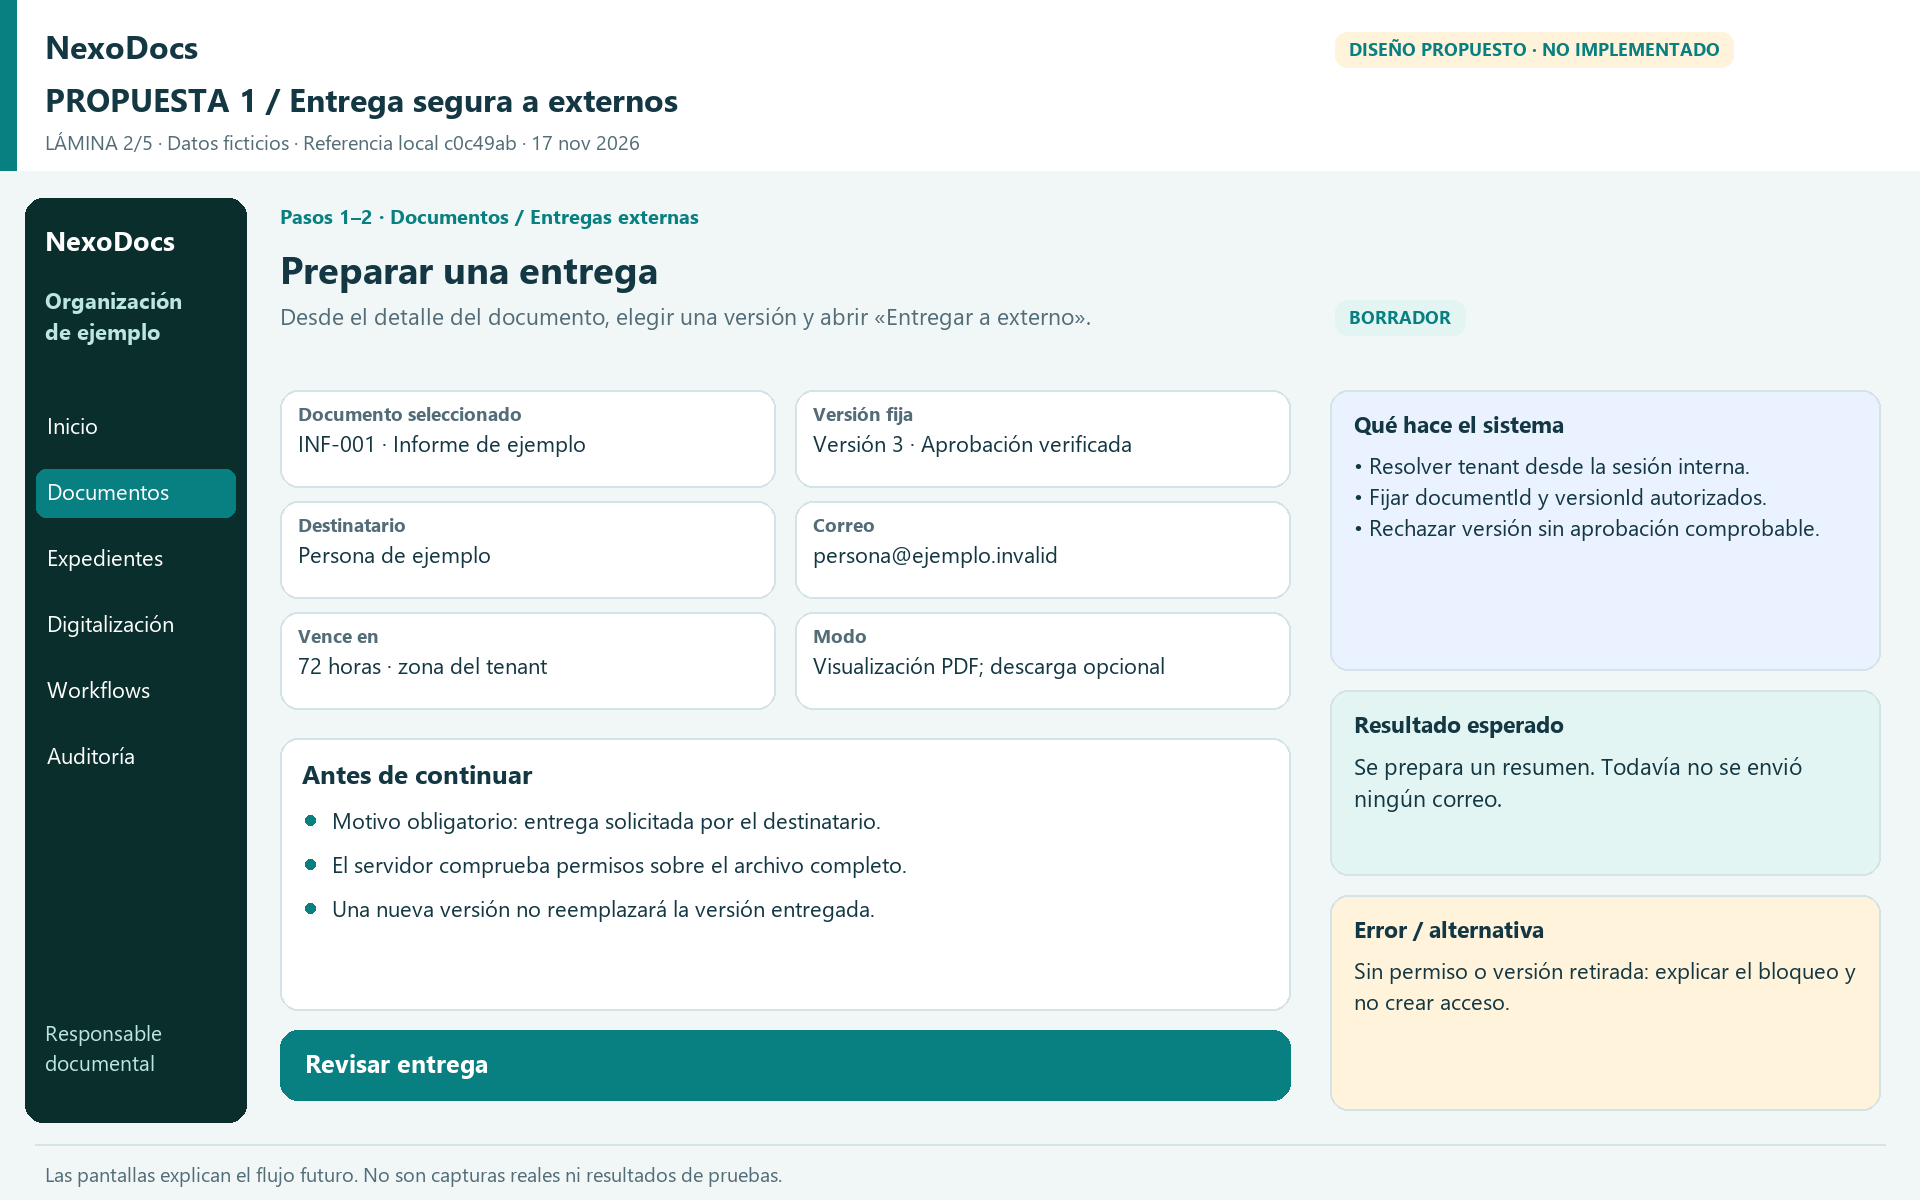 NexoDocs
DISEÑO PROPUESTO · NO IMPLEMENTADO
PROPUESTA 1 / Entrega segura a externos
LÁMINA 2/5 · Datos ficticios · Referencia local c0c49ab · 17 nov 2026
NexoDocs
Organización
de ejemplo
Inicio
Documentos
Expedientes
Digitalización
Workflows
Auditoría
Responsable
documental
Pasos 1–2 · Documentos / Entregas externas
Preparar una entrega
Desde el detalle del documento, elegir una versión y abrir «Entregar a externo».
BORRADOR
Documento seleccionado
INF-001 · Informe de ejemplo
Versión fija
Versión 3 · Aprobación verificada
Destinatario
Persona de ejemplo
Correo
persona@ejemplo.invalid
Vence en
72 horas · zona del tenant
Modo
Visualización PDF; descarga opcional
Antes de continuar
Motivo obligatorio: entrega solicitada por el destinatario.
El servidor comprueba permisos sobre el archivo completo.
Una nueva versión no reemplazará la versión entregada.
Revisar entrega
Qué hace el sistema
• Resolver tenant desde la sesión interna.
• Fijar documentId y versionId autorizados.
• Rechazar versión sin aprobación comprobable.
Resultado esperado
Se prepara un resumen. Todavía no se envió
ningún correo.
Error / alternativa
Sin permiso o versión retirada: explicar el bloqueo y
no crear acceso.
Las pantallas explican el flujo futuro. No son capturas reales ni resultados de pruebas.